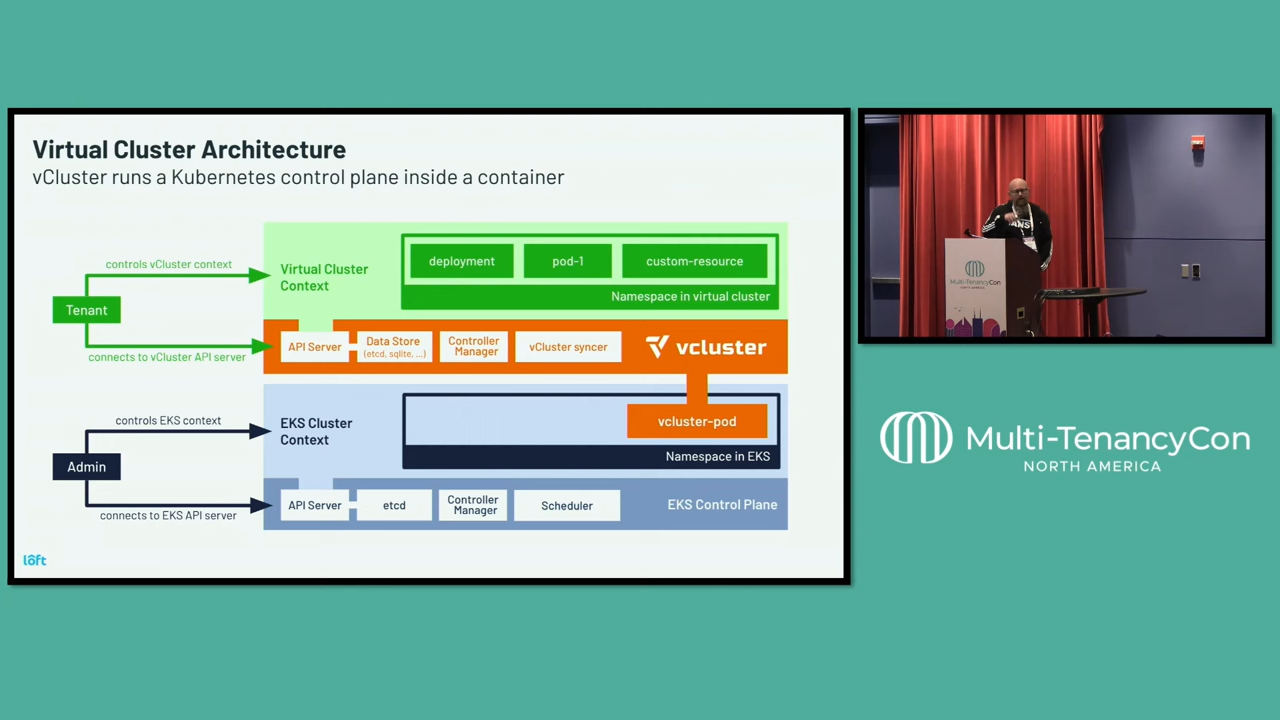 Virtual Cluster Architecture
vCluster runs a Kubernetes control plane inside a container
controls vCluster context
Tenant
connects to vCluster API server
Virtual Cluster
Context
deployment
pod-1
custom-resource
Namespace in virtual cluster
API Server
Data Store
(etcd, sqlite, ...)
Controller
Manager
vCluster syncer
vcluster
controls EKS context
Admin
connects to EKS API server
EKS Cluster
Context
vcluster-pod
Namespace in EKS
API Server
etcd
Controller
Manager
Scheduler
EKS Control Plane
lôft
Multi-TenancyCon
Multi-TenancyCon
NORTH AMERICA